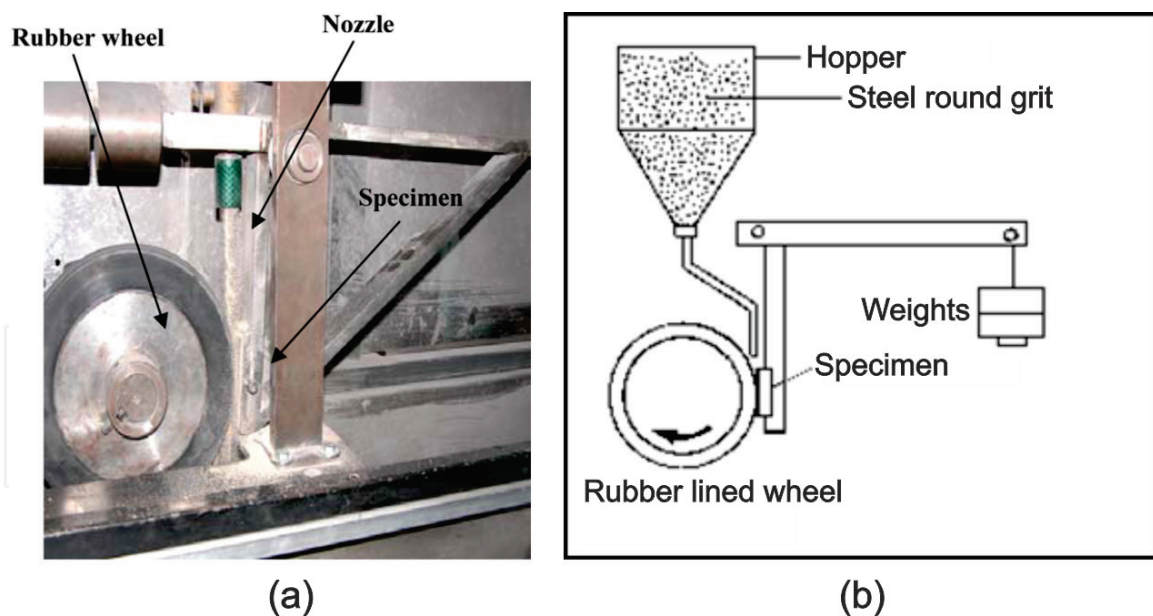 Rubber wheel
Nozzle
Specimen
(a)
Hopper
Steel round grit
Weights
Specimen
Rubber lined wheel
(b)